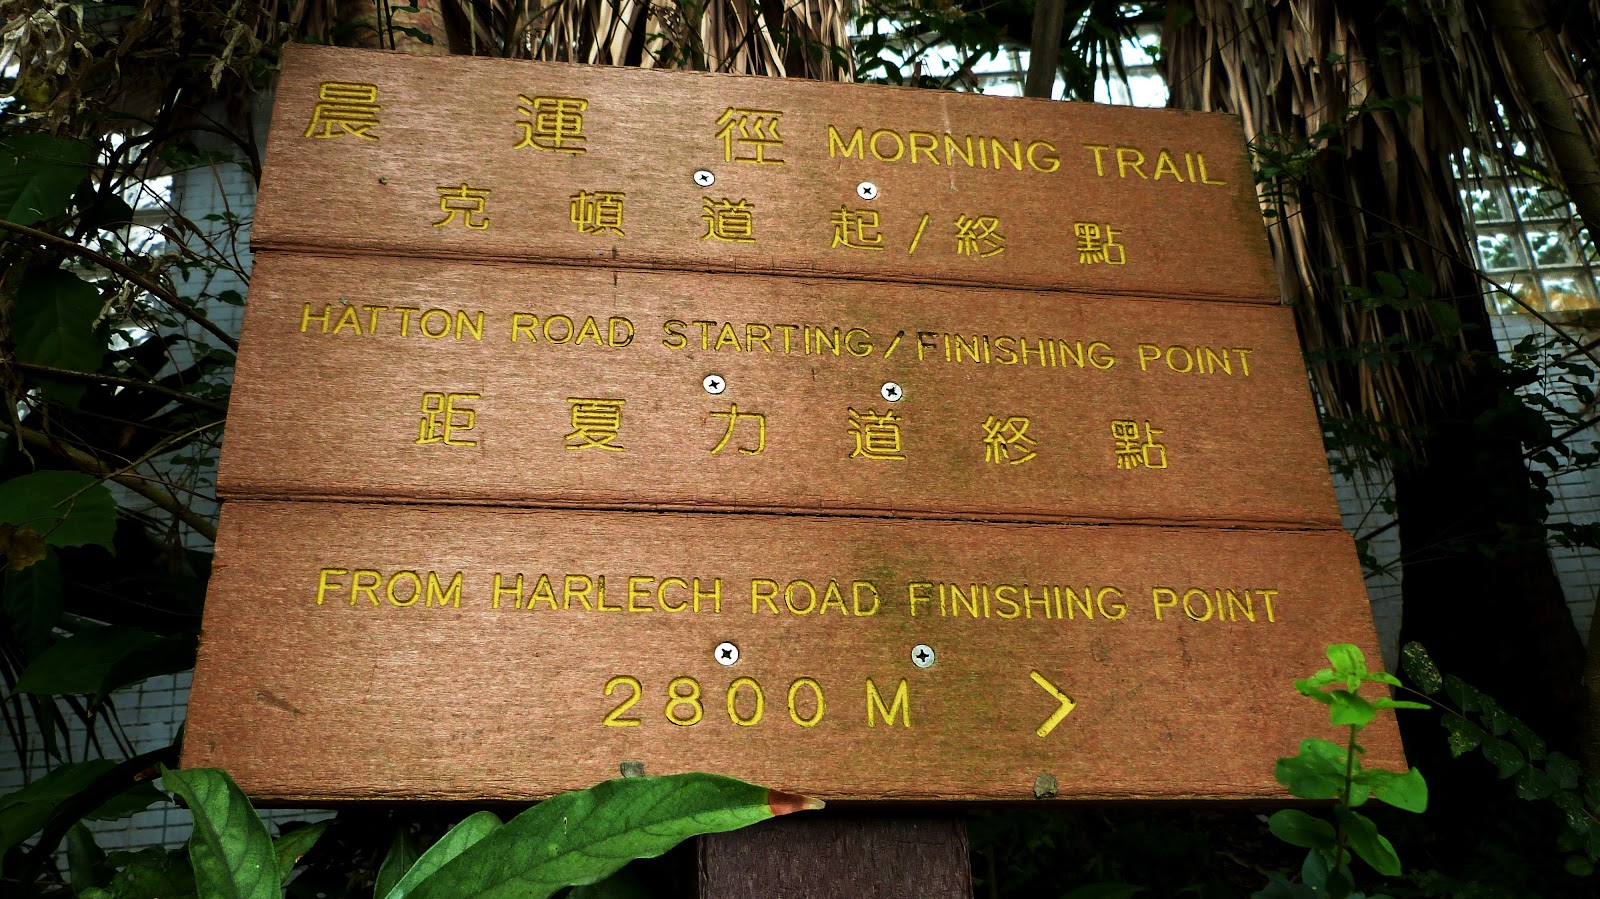 晨運徑 MORNING TRAIL
克頓道起/終點
HATTON ROAD STARTING/FINISHING POINT
距夏力道終點
FROM HARLECH ROAD FINISHING POINT
2800 M >